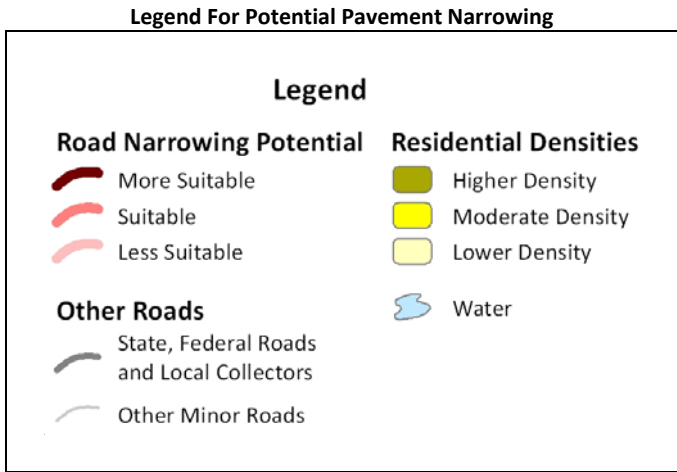 Legend For Potential Pavement Narrowing
Legend
Road Narrowing Potential
More Suitable
Suitable
Less Suitable
Other Roads
State, Federal Roads
and Local Collectors
Other Minor Roads
Residential Densities
Higher Density
Moderate Density
Lower Density
Water